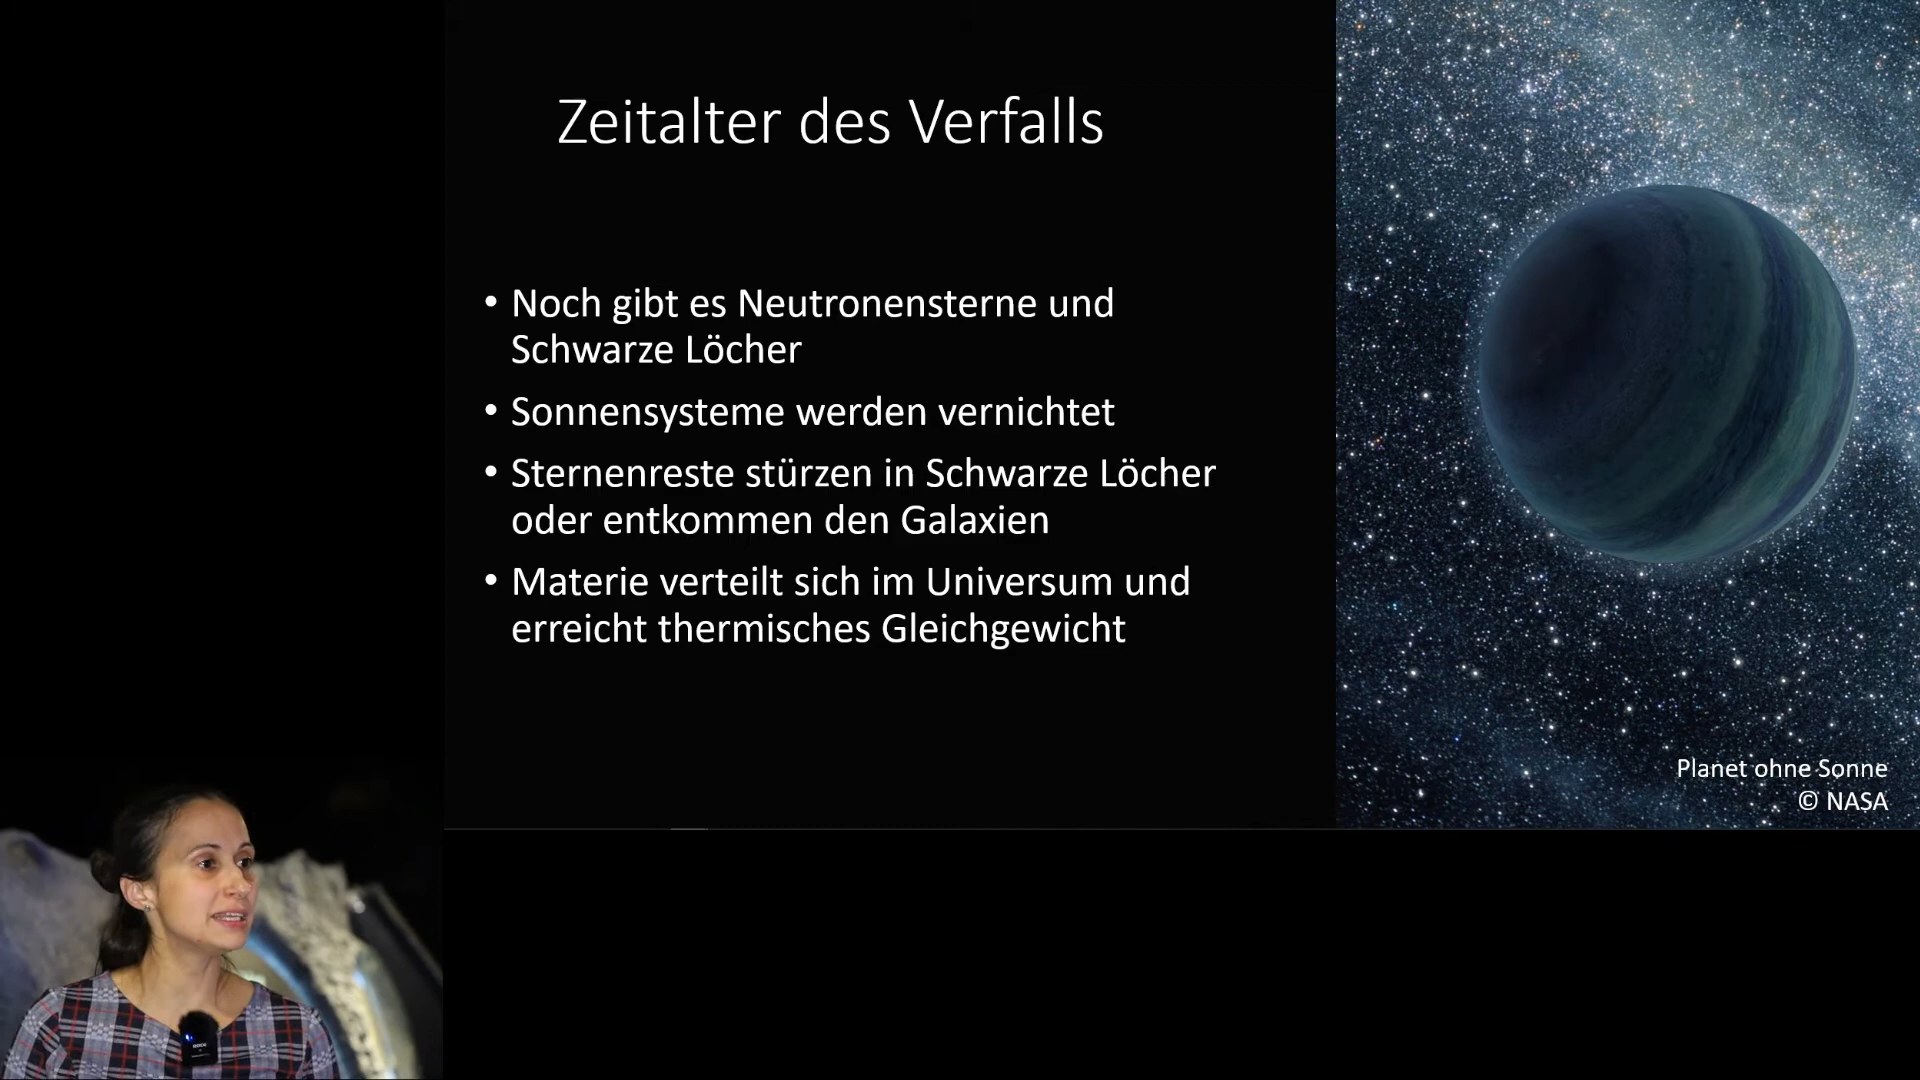 Zeitalter des Verfalls
• Noch gibt es Neutronensterne und
Schwarze Löcher
• Sonnensysteme werden vernichtet
• Sternenreste stürzen in Schwarze Löcher
oder entkommen den Galaxien
• Materie verteilt sich im Universum und
erreicht thermisches Gleichgewicht
Planet ohne Sonne
© NASA